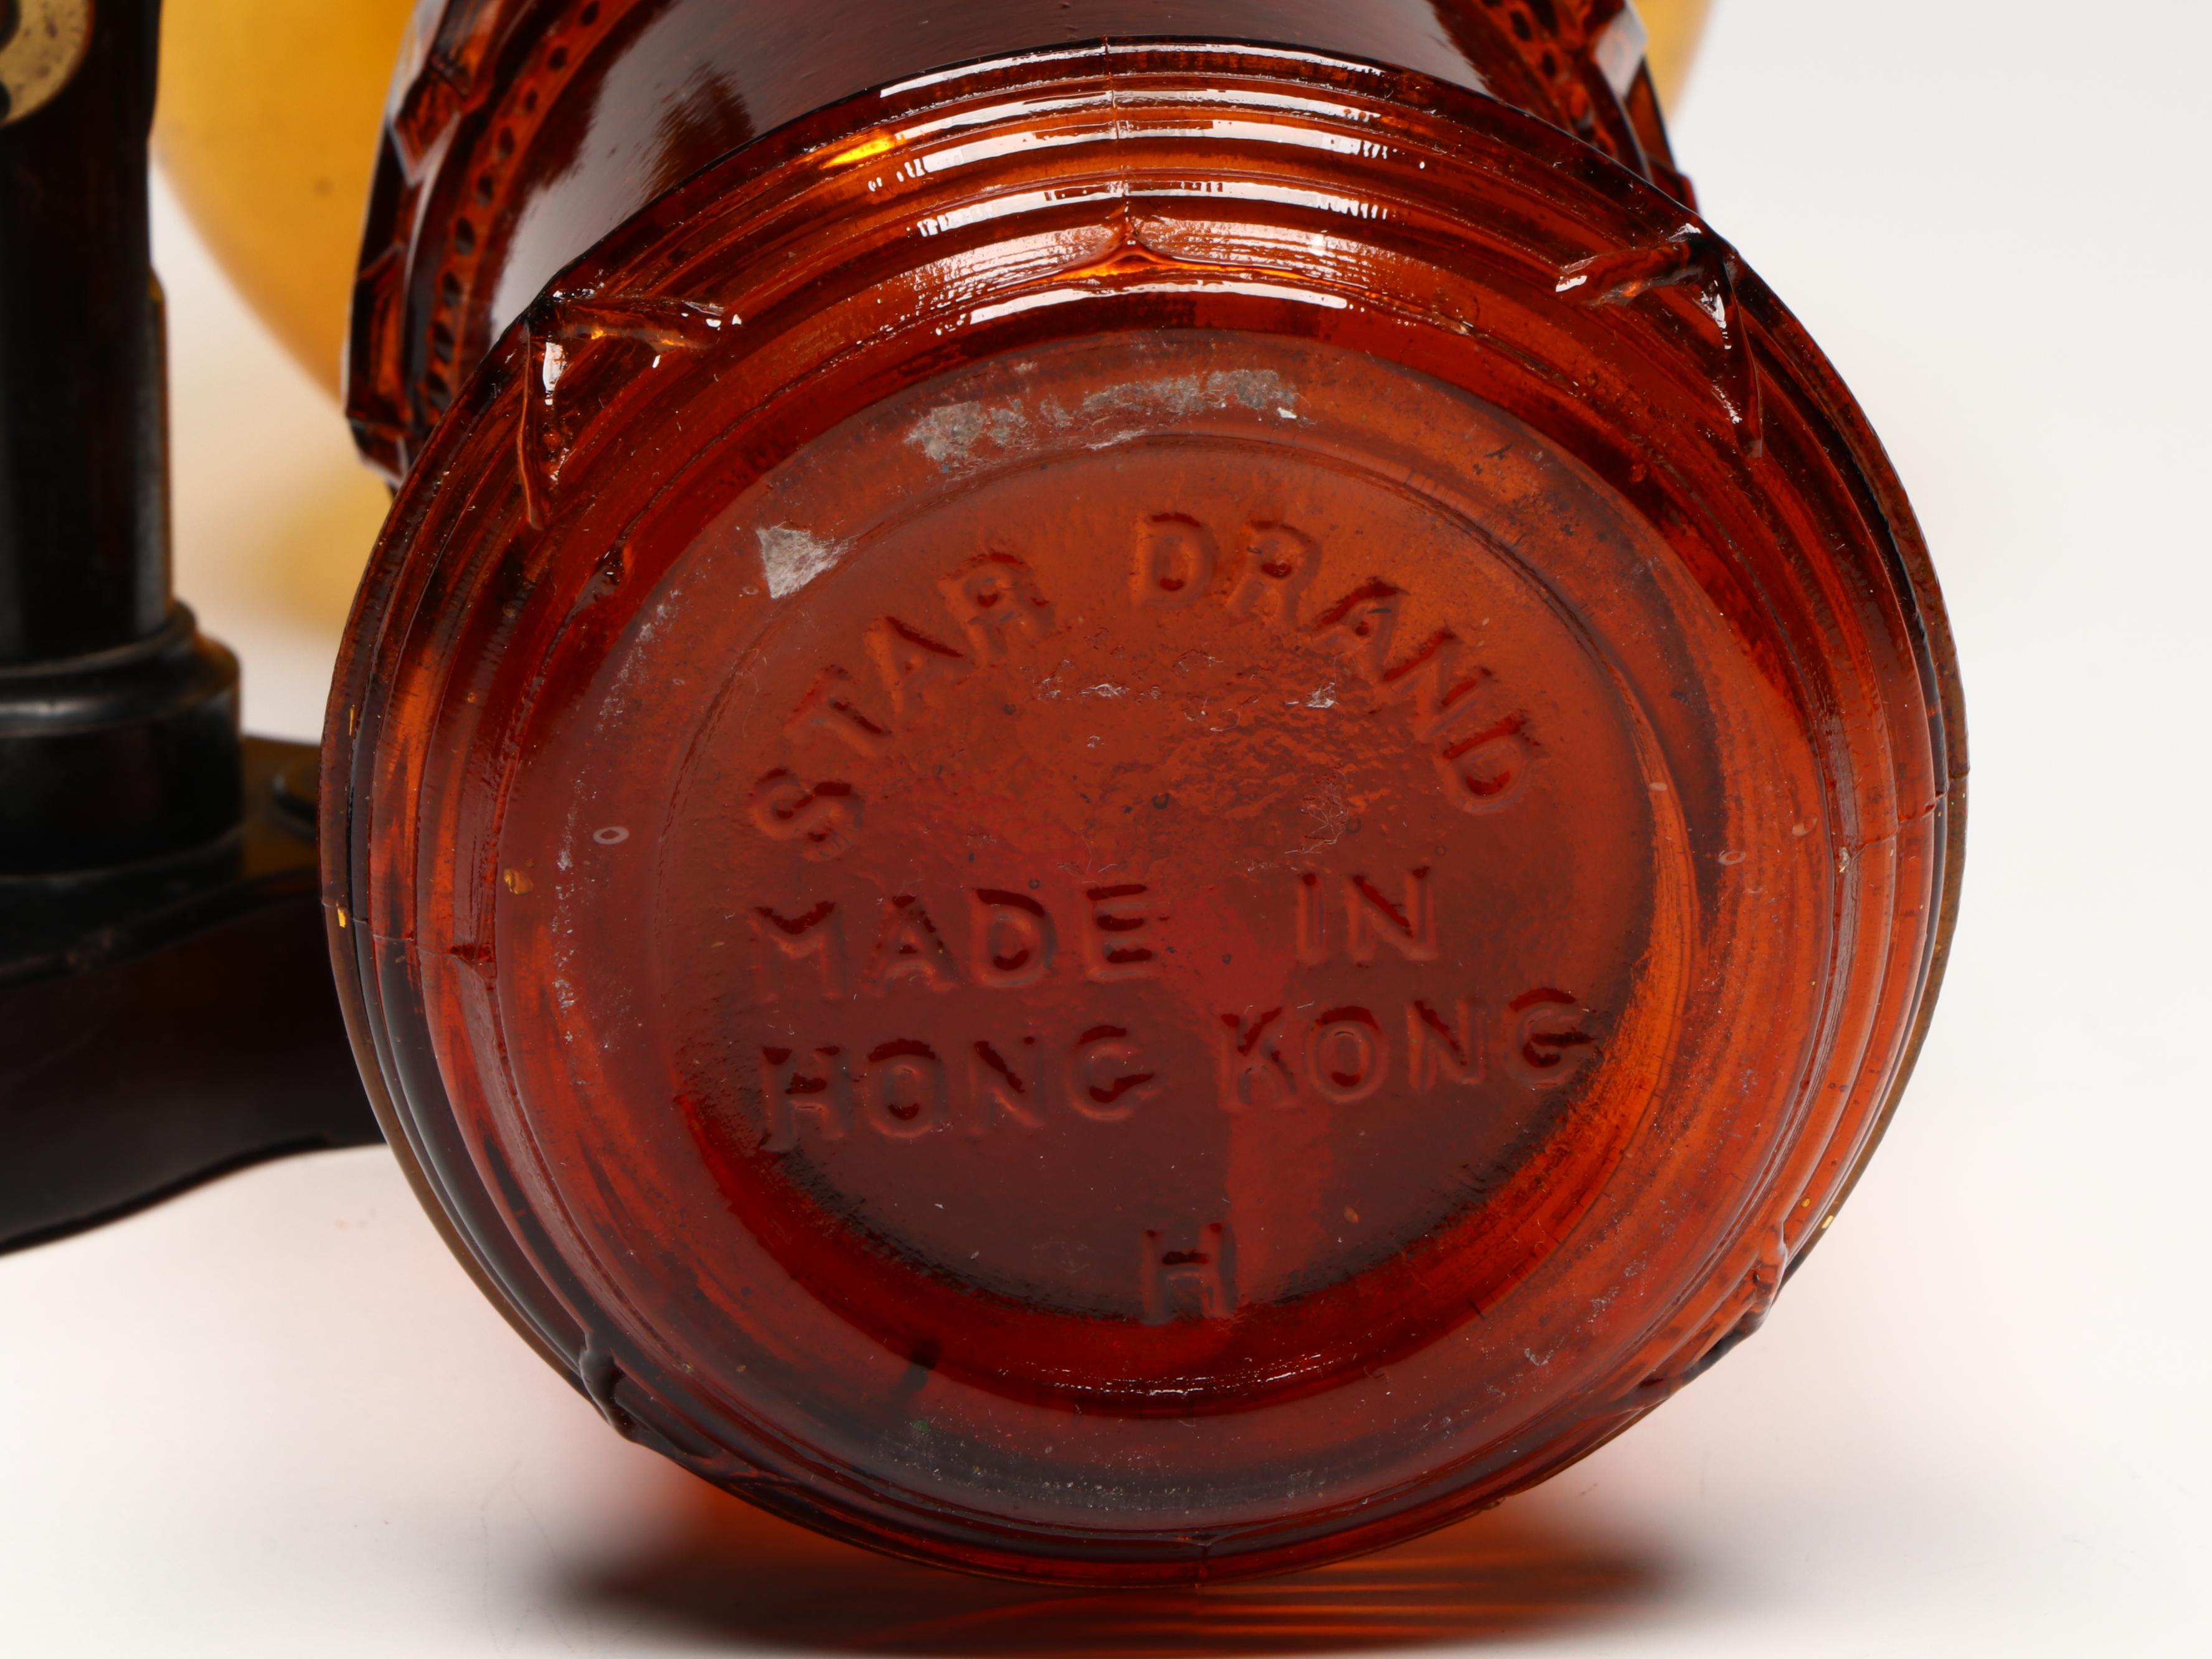 STAR DRAND
MADE IN
HONG KONG
H